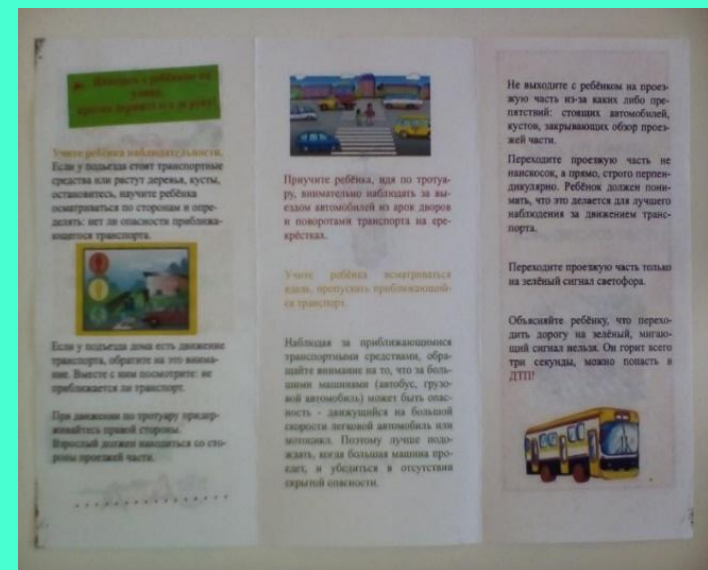 Находясь с ребёнком на
улице,
крепко держите его за руку!
Учите ребёнка наблюдательности.
Если у подъезда стоят транспортные
средства или растут деревья, кусты,
остановитесь, научите ребёнка
осматриваться по сторонам и опре-
делять: нет ли опасности приближа-
ющегося транспорта.
Если у подъезда дома есть движение
транспорта, обратите на это внима-
ние. Вместе с ним посмотрите: не
приближается ли транспорт.
При движении по тротуару придер-
живайтесь правой стороны.
Взрослый должен находиться со сто-
роны проезжей части.
Приучите ребёнка, идя по тротуа-
ру, внимательно наблюдать за вы-
ездом автомобилей из арок дворов
и поворотами транспорта на ере-
крёстках.
Учите ребёнка всматриваться
вдаль, пропускать приближающий-
ся транспорт.
Наблюдая за приближающимися
транспортными средствами, обра-
щайте внимание на то, что за боль-
шими машинами (автобус, грузо-
вой автомобиль) может быть опас-
ность - движущийся на большой
скорости легковой автомобиль или
мотоцикл. Поэтому лучше подо-
ждать, когда большая машина про-
едет, и убедиться в отсутствии
скрытой опасности.
Не выходите с ребёнком на проез-
жую часть из-за каких либо пре-
пятствий: стоящих автомобилей,
кустов, закрывающих обзор проез-
жей части.
Переходите проезжую часть не
наискосок, а прямо, строго перпен-
дикулярно. Ребёнок должен пони-
мать, что это делается для лучшего
наблюдения за движением транс-
порта.
Переходите проезжую часть только
на зелёный сигнал светофора.
Объясняйте ребёнку, что перехо-
дить дорогу на зелёный, мигаю-
щий сигнал нельзя. Он горит всего
три секунды, можно попасть в
ДТП!